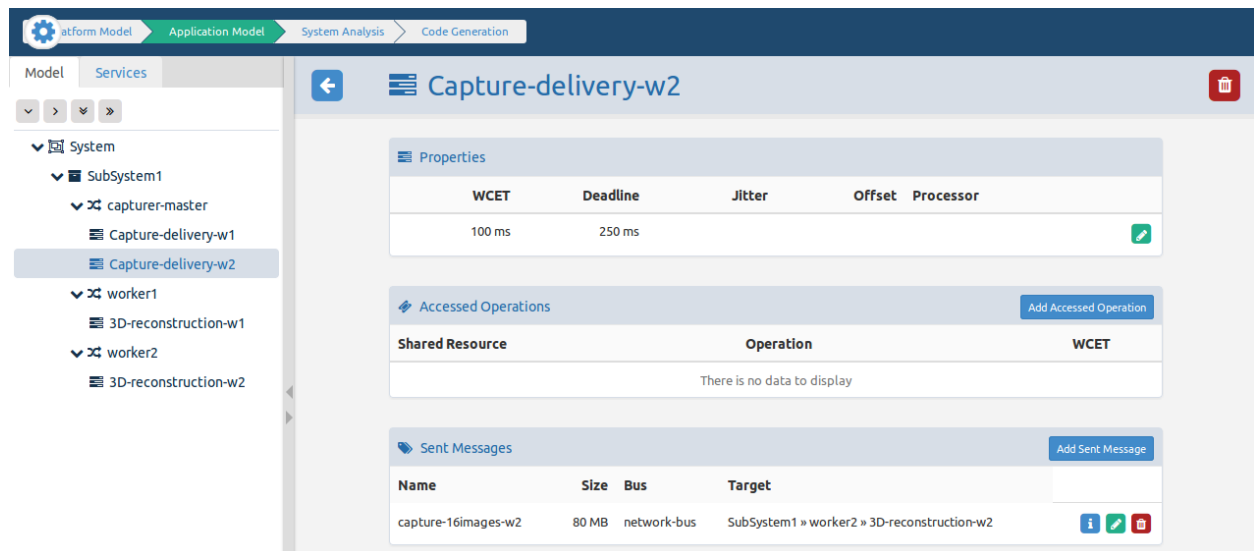 atform Model Application Model System Analysis Code Generation
Model Services
Capture-delivery-w2
System
SubSystem1
capturer-master
Capture-delivery-w1
Capture-delivery-w2
worker1
3D-reconstruction-w1
worker2
3D-reconstruction-w2
Properties
WCET Deadline Jitter Offset Processor
100 ms 250 ms
Accessed Operations Add Accessed Operation
Shared Resource Operation WCET
There is no data to display
Sent Messages Add Sent Message
Name Size Bus Target
capture-16images-w2 80 MB network-bus SubSystem1 » worker2 » 3D-reconstruction-w2